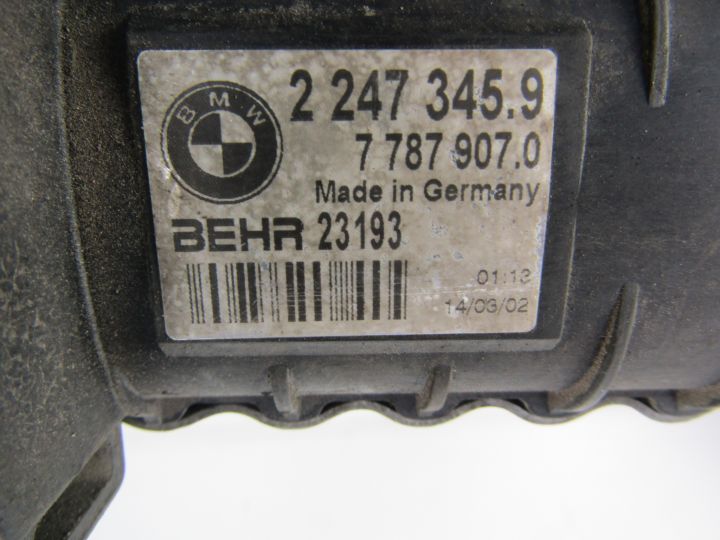 BMW
2 247 345.9
7 787 907.0
Made in Germany
BEHR 23193
01:13
14/03/02